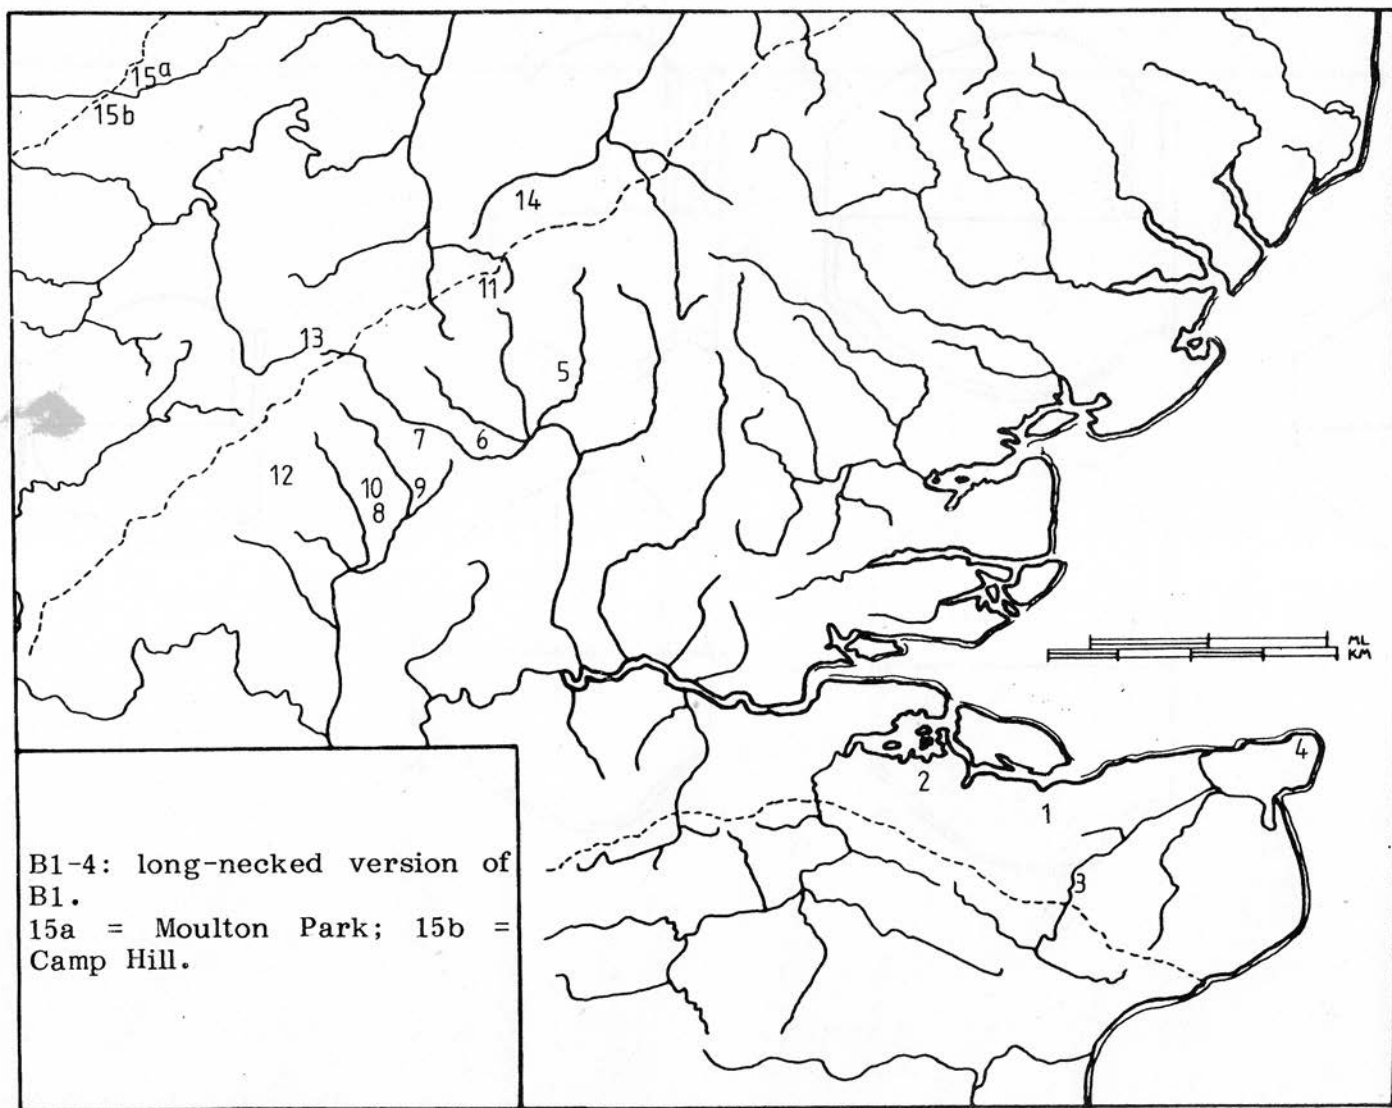 15a
15b
14
11
13
5
7
6
12
10
9
8
ML
KM
4
2
1
3
B1-4: long-necked version of
B1.
15a = Moulton Park; 15b =
Camp Hill.